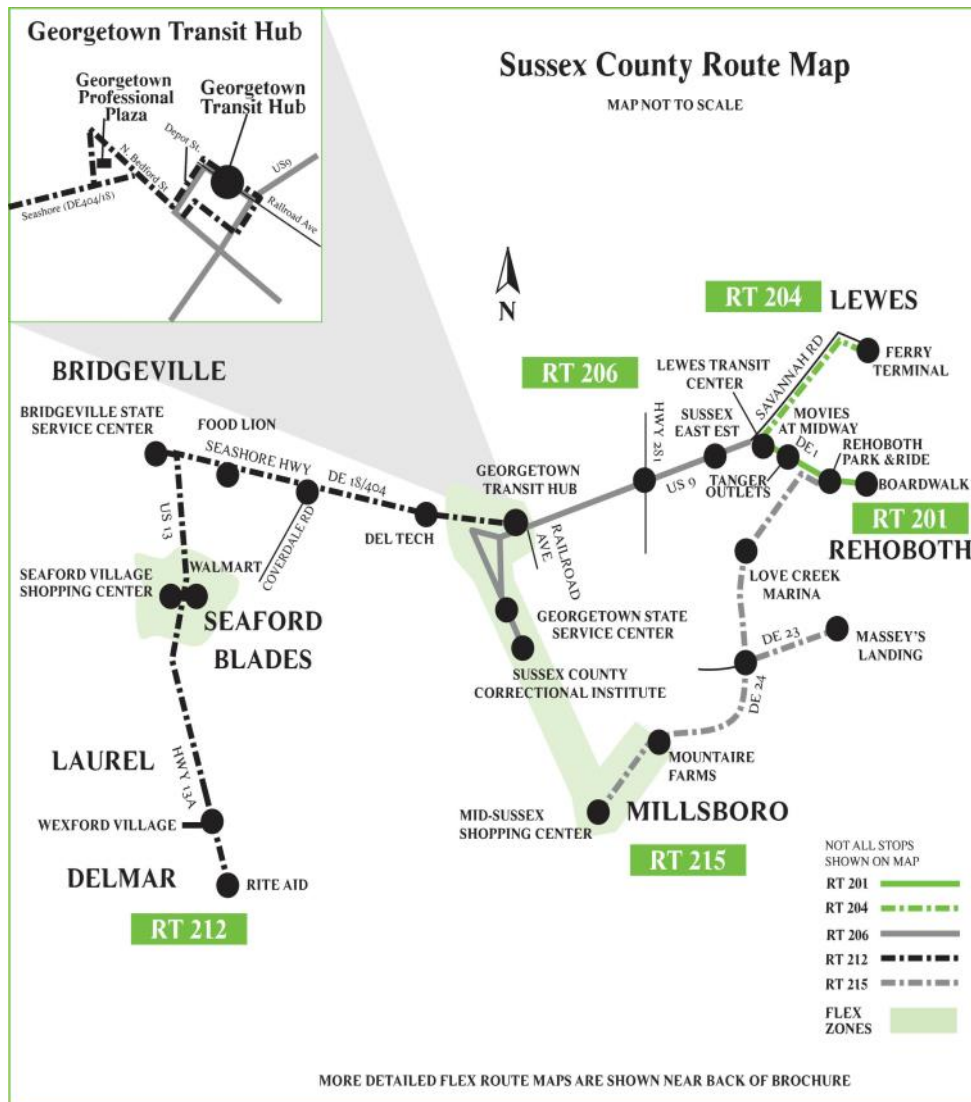 Georgetown Transit Hub
Georgetown
Professional
Plaza
Georgetown
Transit Hub
Depot St.
N. Bedford St
US9
Railroad Ave
Seashore (DE404/18)
Sussex County Route Map
MAP NOT TO SCALE
N
RT 204
LEWES
RT 206
SAVANNAH RD
FERRY
TERMINAL
LEWES TRANSIT
CENTER
BRIDGEVILLE
BRIDGEVILLE STATE
SERVICE CENTER
FOOD LION
SEASHORE HWY
DE 18/404
HWY 281
SUSSEX
EAST EST
MOVIES
AT MIDWAY
DE 1
REHOBOTH
PARK &RIDE
GEORGETOWN
TRANSIT HUB
US 9
TANGER
OUTLETS
BOARDWALK
RT 201
REHOBOTH
US 13
COVERDALE RD
DEL TECH
RAILROAD
AVE
LOVE CREEK
MARINA
SEAFORD VILLAGE
SHOPPING CENTER
WALMART
SEAFORD
BLADES
GEORGETOWN STATE
SERVICE CENTER
DE 23
MASSEY'S
LANDING
SUSSEX COUNTY
CORRECTIONAL INSTITUTE
DE 24
LAUREL
HWY 13A
MOUNTAIRE
FARMS
WEXFORD VILLAGE
MID-SUSSEX
SHOPPING CENTER
MILLSBORO
RT 215
DELMAR
RITE AID
RT 212
NOT ALL STOPS
SHOWN ON MAP
RT 201
RT 204
RT 206
RT 212
RT 215
FLEX
ZONES
MORE DETAILED FLEX ROUTE MAPS ARE SHOWN NEAR BACK OF BROCHURE